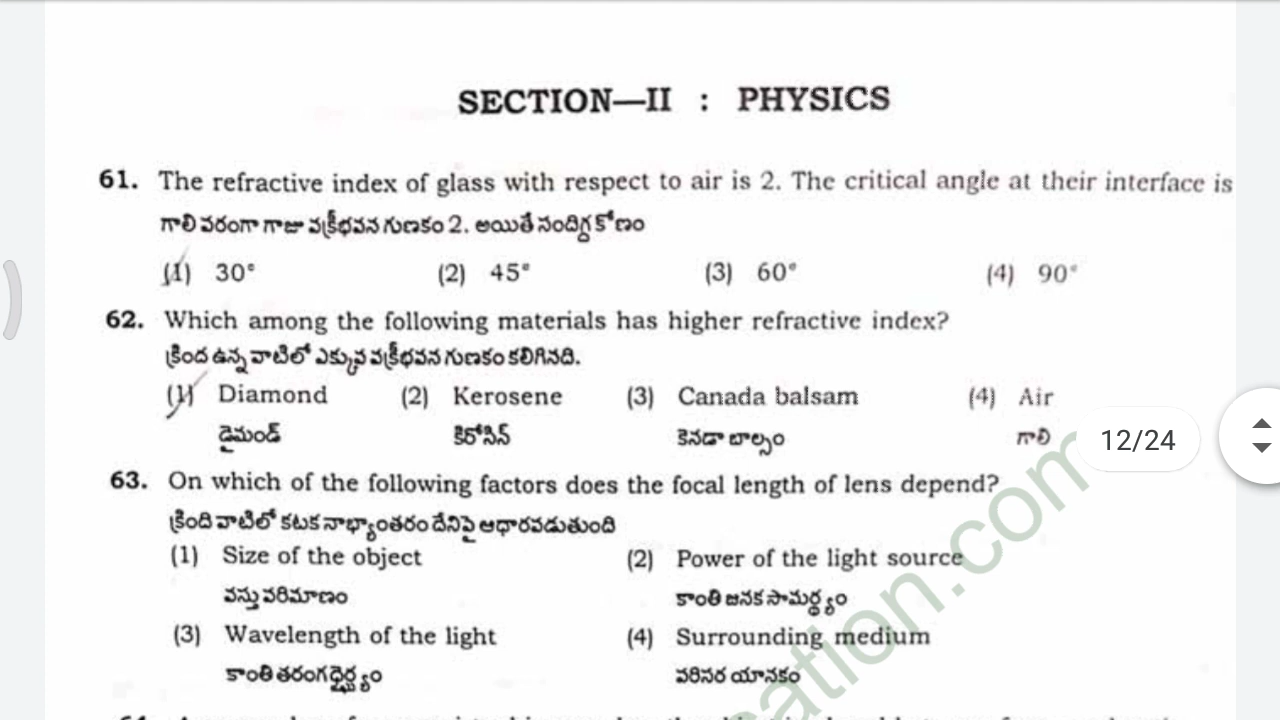 SECTION—II : PHYSICS
61. The refractive index of glass with respect to air is 2. The critical angle at their interface is
గాలి పరంగా గాజు వక్రీభవన గుణకం 2. అయితే సందిగ్ధ కోణం
(1) 30° (2) 45° (3) 60° (4) 90°
62. Which among the following materials has higher refractive index?
క్రింద ఉన్న వాటిలో ఎక్కువ వక్రీభవన గుణకం కలిగినది.
(1) Diamond (2) Kerosene (3) Canada balsam (4) Air
డైమండ్ కిరోసిన్ కెనడా బాల్సం గాలి
12/24
63. On which of the following factors does the focal length of lens depend?
క్రింది వాటిలో కటక నాభ్యాంతరం దేనిపై ఆధారపడుతుంది
(1) Size of the object (2) Power of the light source
వస్తు పరిమాణం కాంతి జనక సామర్థ్యం
(3) Wavelength of the light (4) Surrounding medium
కాంతి తరంగదైర్ఘ్యం పరిసర యానకం
ation.com